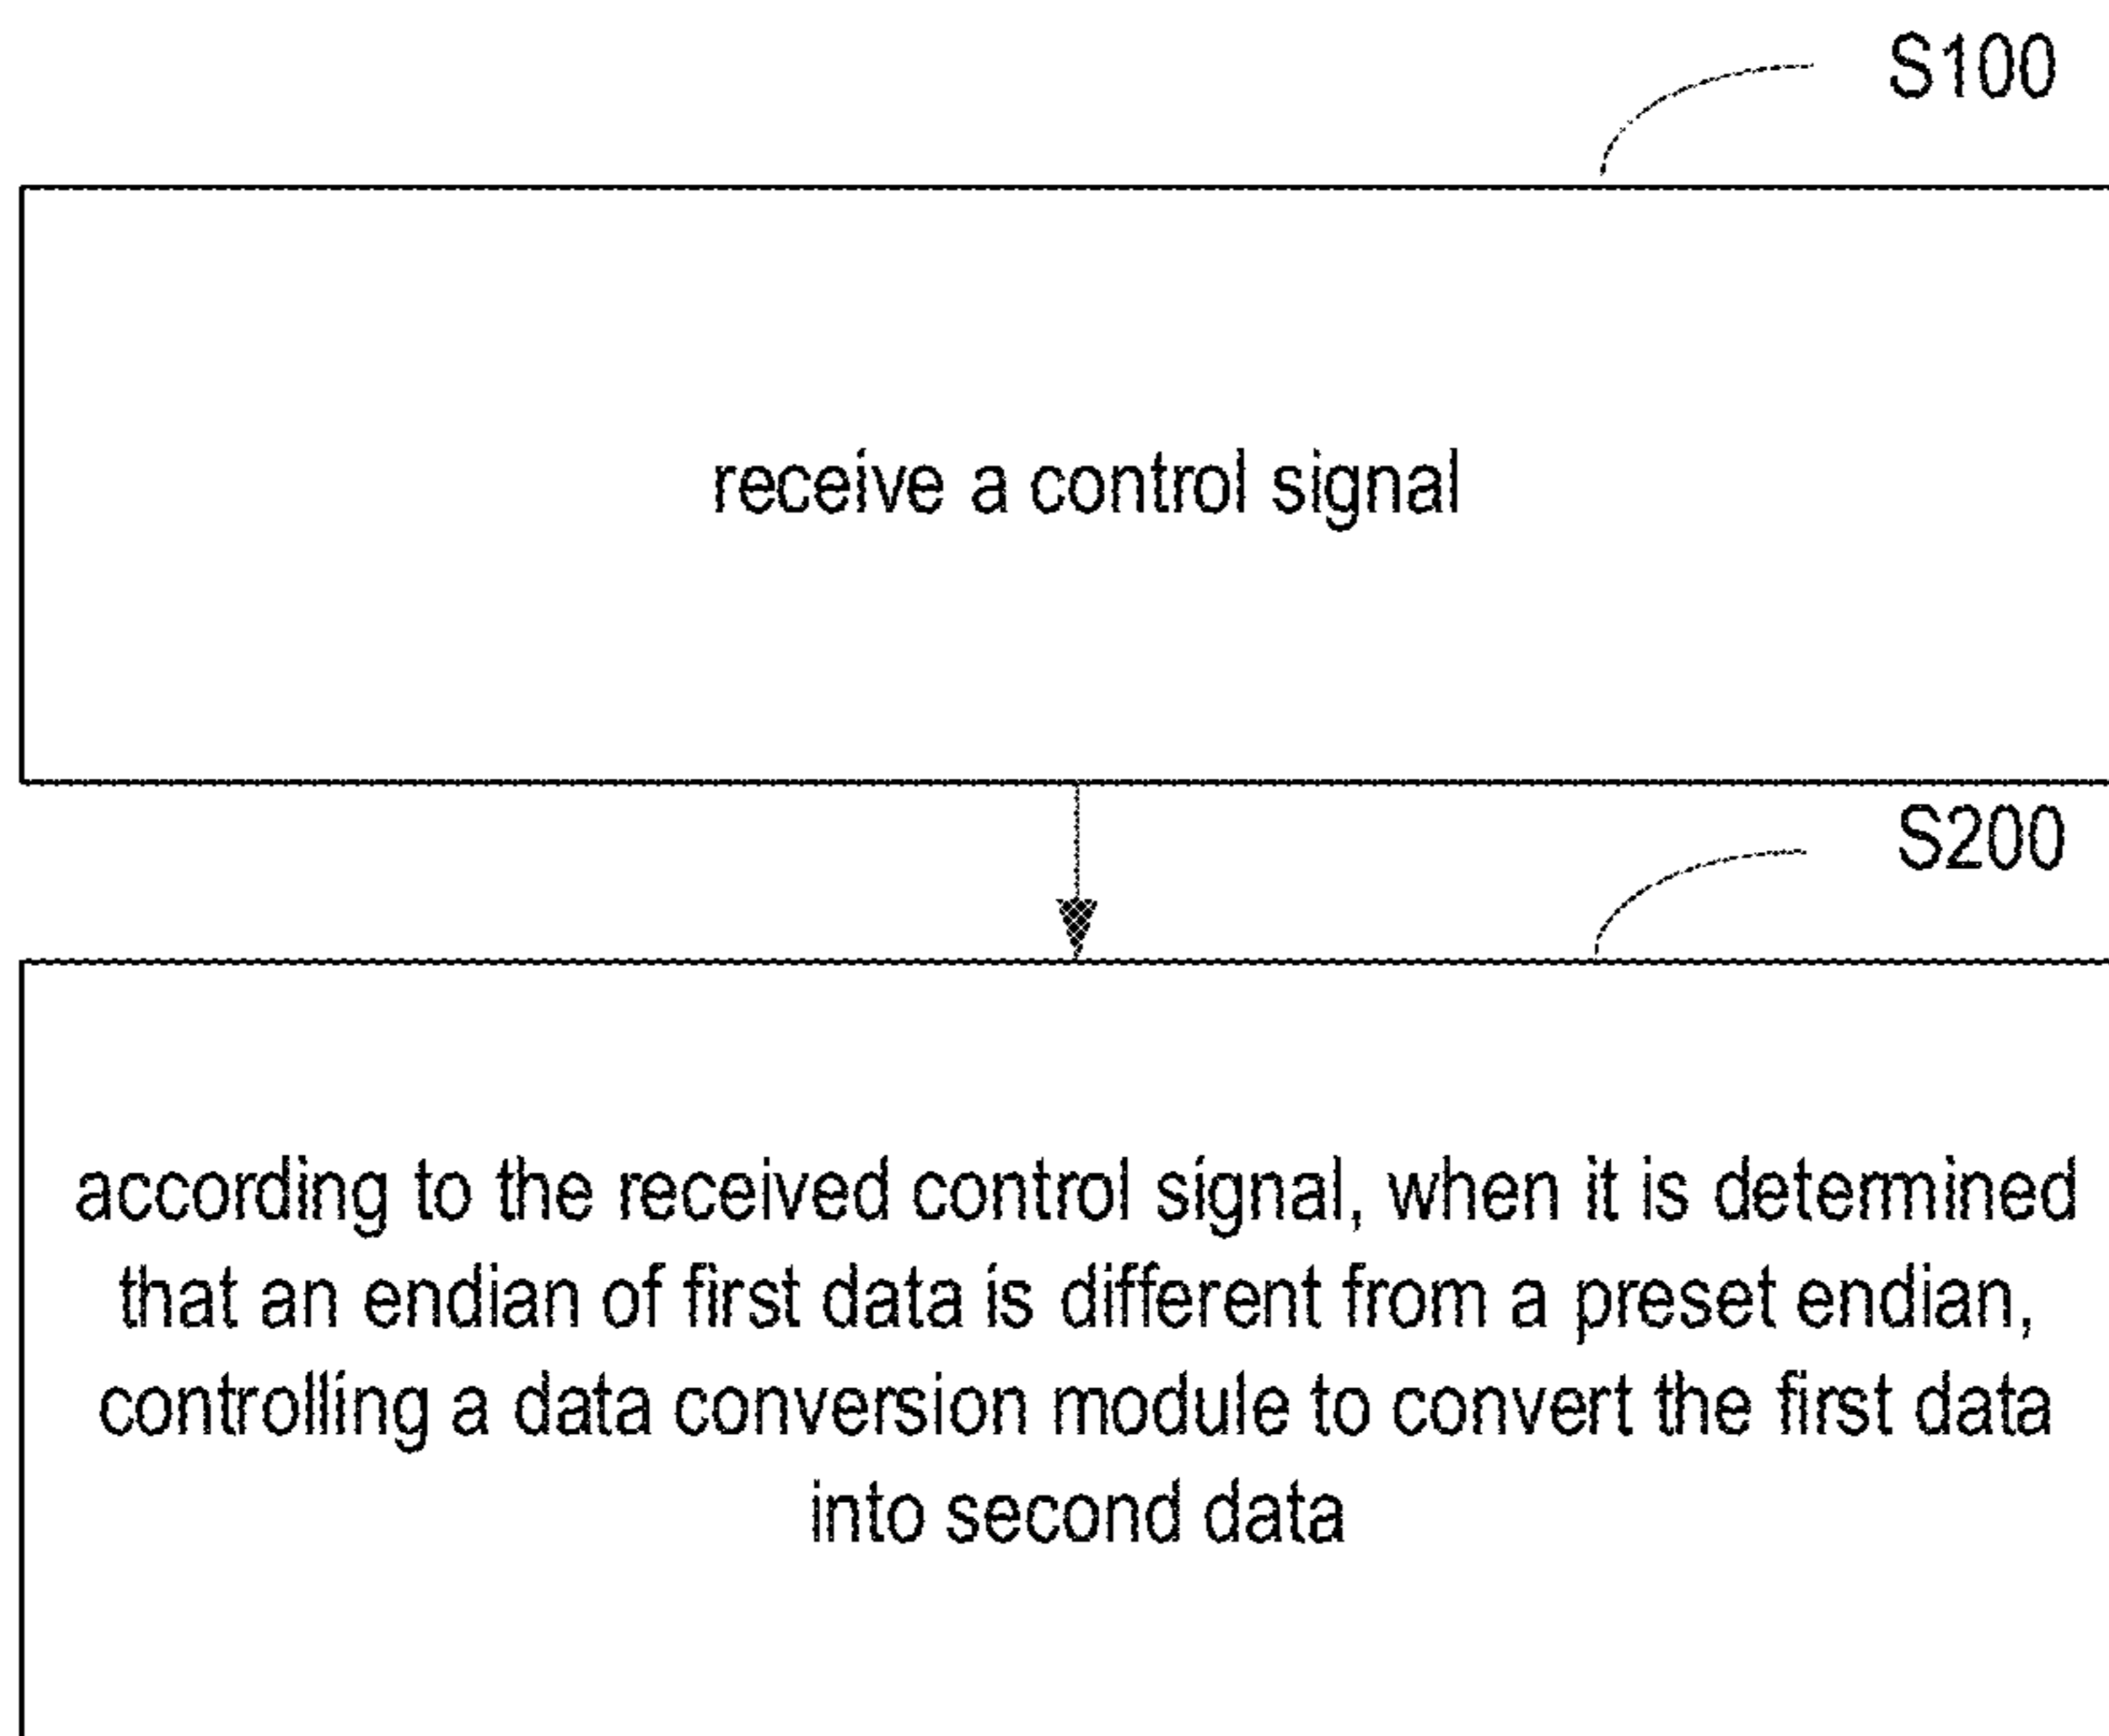 S100
receive a control signal
S200
according to the received control signal, when it is determined
that an endian of first data is different from a preset endian,
controlling a data conversion module to convert the first data
into second data